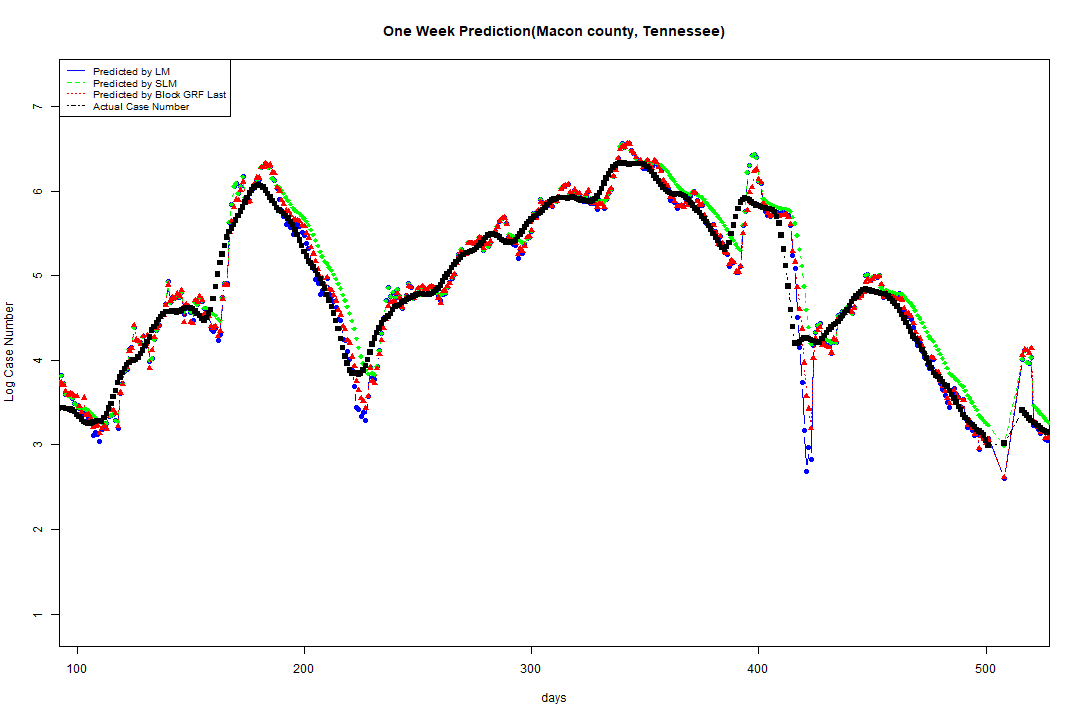 One Week Prediction(Macon county, Tennessee)
Predicted by LM
Predicted by SLM
Predicted by Block GRF Last
Actual Case Number
7
6
5
4
3
2
1
Log Case Number
100 200 300 400 500
days